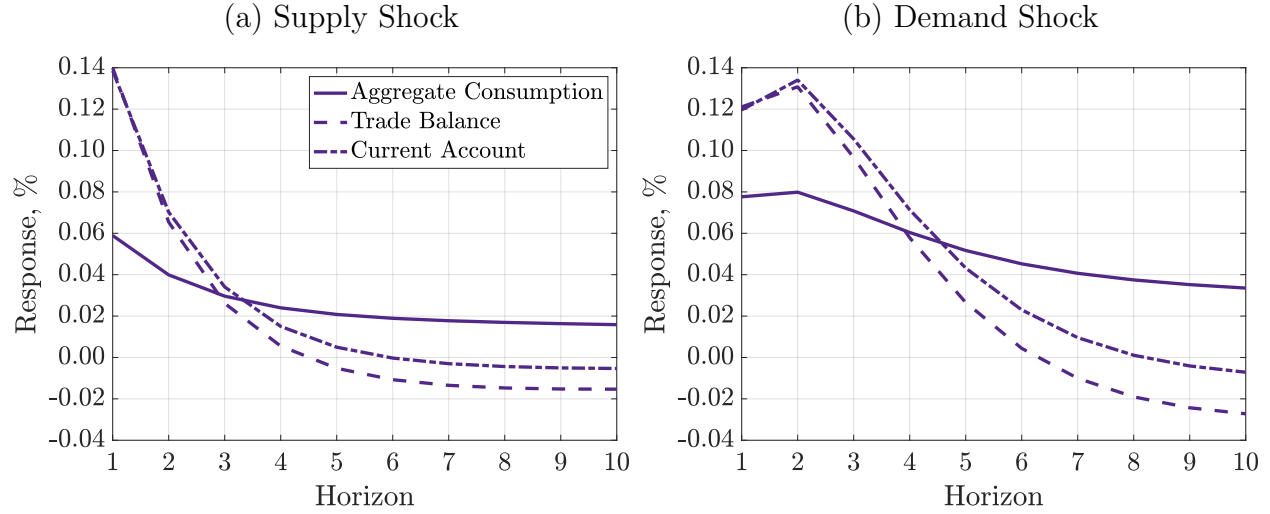 (a) Supply Shock
0.14
0.12
0.10
0.08
0.06
0.04
0.02
0.00
-0.02
-0.04
Response, %
Aggregate Consumption
Trade Balance
Current Account
1 2 3 4 5 6 7 8 9 10
Horizon
(b) Demand Shock
0.14
0.12
0.10
0.08
0.06
0.04
0.02
0.00
-0.02
-0.04
Response, %
1 2 3 4 5 6 7 8 9 10
Horizon